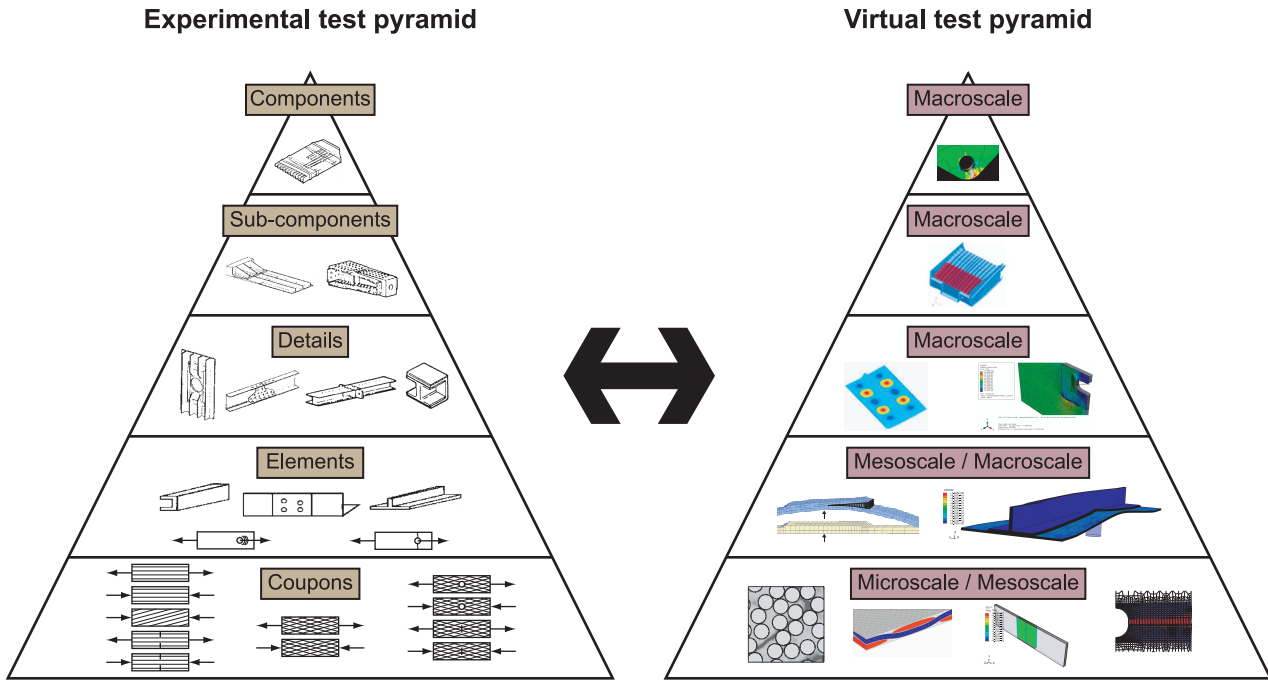 Experimental test pyramid
Virtual test pyramid
Components
Macroscale
Sub-components
Macroscale
Details
Macroscale
Elements
Mesoscale / Macroscale
Coupons
Microscale / Mesoscale